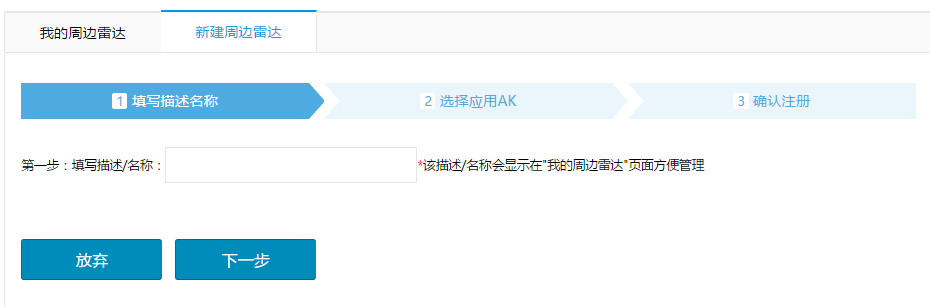 我的周边雷达 新建周边雷达
1 填写描述名称 2 选择应用AK 3 确认注册
第一步：填写描述/名称： *该描述/名称会显示在"我的周边雷达"页面方便管理
放弃 下一步